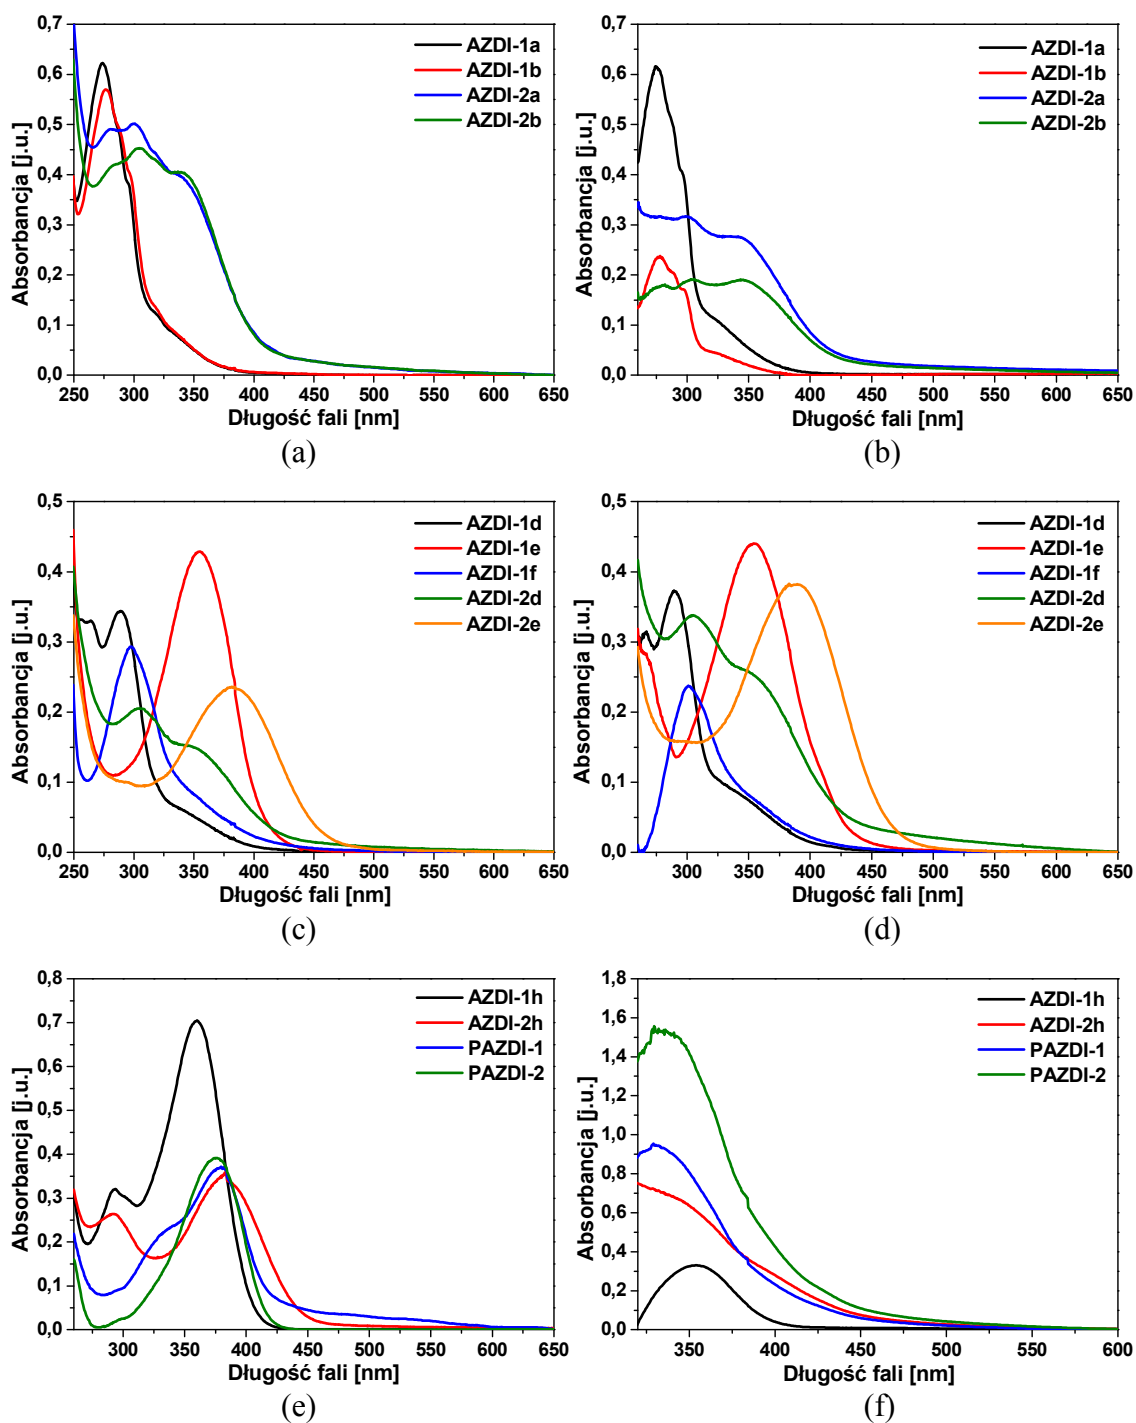 0,7
0,6
0,5
0,4
0,3
0,2
0,1
0,0
Absorbancja [j.u.]
AZDI-1a
AZDI-1b
AZDI-2a
AZDI-2b
250 300 350 400 450 500 550 600 650
Długość fali [nm]
(a)
0,7
0,6
0,5
0,4
0,3
0,2
0,1
0,0
Absorbancja [j.u.]
AZDI-1a
AZDI-1b
AZDI-2a
AZDI-2b
300 350 400 450 500 550 600 650
Długość fali [nm]
(b)
0,5
0,4
0,3
0,2
0,1
0,0
Absorbancja [j.u.]
AZDI-1d
AZDI-1e
AZDI-1f
AZDI-2d
AZDI-2e
250 300 350 400 450 500 550 600 650
Długość fali [nm]
(c)
0,5
0,4
0,3
0,2
0,1
0,0
Absorbancja [j.u.]
AZDI-1d
AZDI-1e
AZDI-1f
AZDI-2d
AZDI-2e
300 350 400 450 500 550 600 650
Długość fali [nm]
(d)
0,8
0,7
0,6
0,5
0,4
0,3
0,2
0,1
0,0
Absorbancja [j.u.]
AZDI-1h
AZDI-2h
PAZDI-1
PAZDI-2
300 350 400 450 500 550 600 650
Długość fali [nm]
(e)
1,8
1,6
1,4
1,2
1,0
0,8
0,6
0,4
0,2
0,0
Absorbancja [j.u.]
AZDI-1h
AZDI-2h
PAZDI-1
PAZDI-2
350 400 450 500 550 600
Długość fali [nm]
(f)